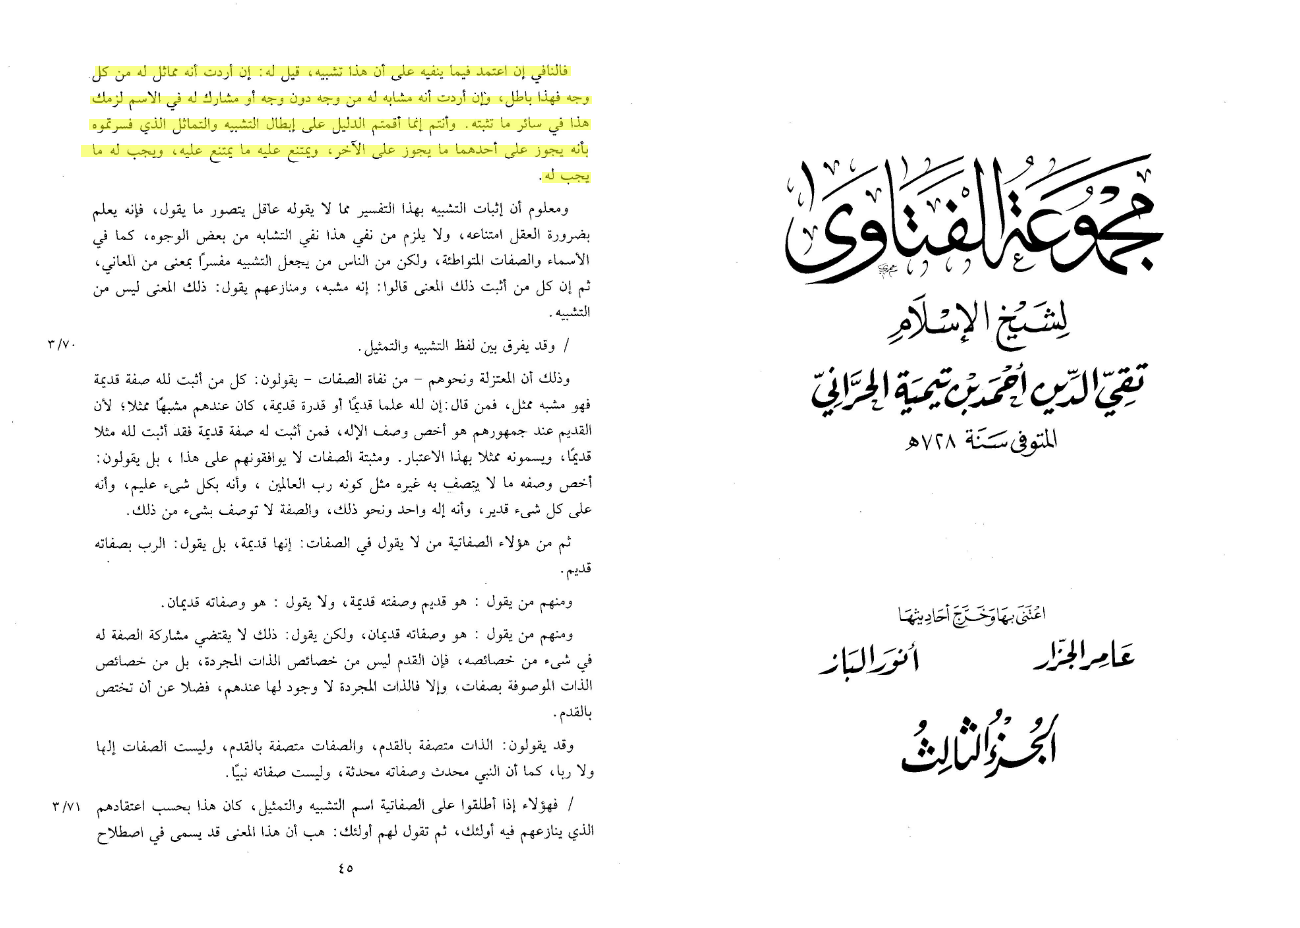 مجموعة الفتاوى
لشيخ الإسلام
تقي الدين أحمد بن تيمية الحراني
المتوفى سنة ٧٢٨هـ
اعتنى بها وخرج أحاديثها
عامر الجزار أنور الباز
الجزء الثالث
فالنافي إن اعتمد فيما ينفيه على أن هذا تشبيه، قيل له: إن أردت أنه مماثل له من كل
وجه فهذا باطل، وإن أردت أنه مشابه له من وجه دون وجه أو مشارك له في الاسم لزمك
هذا في سائر ما تثبته. وأنتم إنما أقمتم الدليل على إبطال التشبيه والتماثل الذي فسرتموه
بأنه يجوز على أحدهما ما يجوز على الآخر، ويمتنع عليه ما يمتنع عليه، ويجب له ما
يجب له.
ومعلوم أن إثبات التشبيه بهذا التفسير مما لا يقوله عاقل يتصور ما يقول، فإنه يعلم
بضرورة العقل امتناعه، ولا يلزم من نفي هذا نفي التشابه من بعض الوجوه، كما في
الأسماء والصفات المتواطئة، ولكن من الناس من يجعل التشبيه مفسرًا بمعنى من المعاني،
ثم إن كل من أثبت ذلك المعنى قالوا: إنه مشبه، ومنازعهم يقول: ذلك المعنى ليس من
التشبيه.
/ وقد يفرق بين لفظ التشبيه والتمثيل. ٣/٧٠
وذلك أن المعتزلة ونحوهم - من نفاة الصفات - يقولون: كل من أثبت لله صفة قديمة
فهو مشبه ممثل، فمن قال: إن لله علما قديمًا أو قدرة قديمة، كان عندهم مشبهًا ممثلا؛ لأن
القديم عند جمهورهم هو أخص وصف الإله، فمن أثبت له صفة قديمة فقد أثبت لله مثلا
قديمًا، ويسمونه ممثلا بهذا الاعتبار. ومثبتة الصفات لا يوافقونهم على هذا ، بل يقولون:
أخص وصفه ما لا يتصف به غيره مثل كونه رب العالمين ، وأنه بكل شىء عليم، وأنه
على كل شىء قدير، وأنه إله واحد ونحو ذلك، والصفة لا توصف بشىء من ذلك.
ثم من هؤلاء الصفاتية من لا يقول في الصفات: إنها قديمة، بل يقول: الرب بصفاته
قديم.
ومنهم من يقول : هو قديم وصفته قديمة، ولا يقول : هو وصفاته قديمان.
ومنهم من يقول : هو وصفاته قديمان، ولكن يقول: ذلك لا يقتضي مشاركة الصفة له
في شىء من خصائصه، فإن القدم ليس من خصائص الذات المجردة، بل من خصائص
الذات الموصوفة بصفات، وإلا فالذات المجردة لا وجود لها عندهم، فضلا عن أن تختص
بالقدم.
وقد يقولون: الذات متصفة بالقدم، والصفات متصفة بالقدم، وليست الصفات إلها
ولا ربا، كما أن النبي محدث وصفاته محدثة، وليست صفاته نبيًا.
/ فهؤلاء إذا أطلقوا على الصفاتية اسم التشبيه والتمثيل، كان هذا بحسب اعتقادهم ٣/٧١
الذي ينازعهم فيه أولئك، ثم تقول لهم أولئك: هب أن هذا المعنى قد يسمى في اصطلاح
٤٥